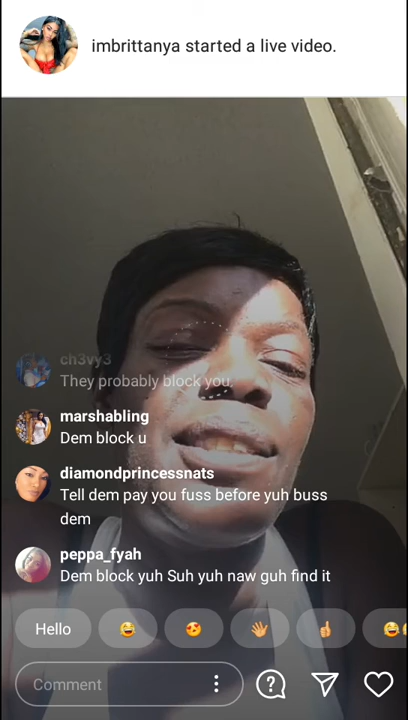 imbrittanya started a live video.
ch3vy3
They probably block you,
marshabling
Dem block u
diamondprincessnats
Tell dem pay you fuss before yuh buss
dem
peppa_fyah
Dem block yuh Suh yuh naw guh find it
Hello
Comment